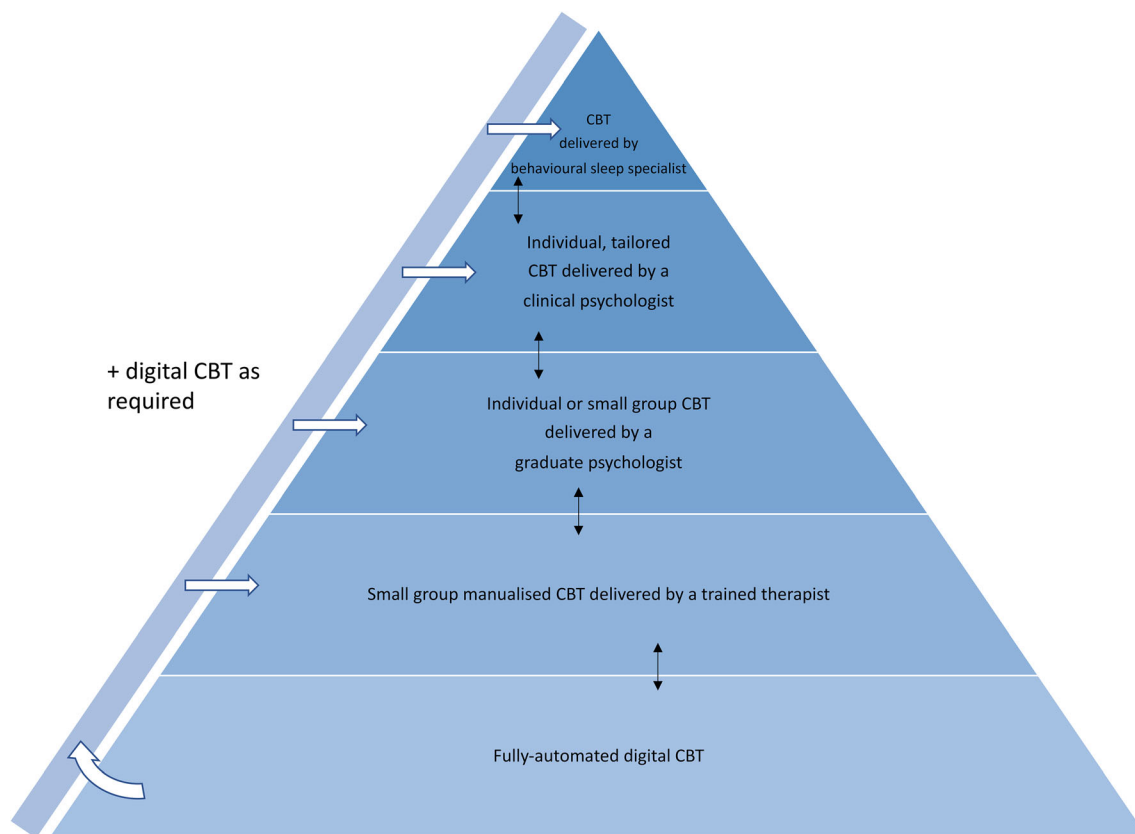 CBT
delivered by
behavioural sleep specialist
Individual, tailored
CBT delivered by a
clinical psychologist
+ digital CBT as
required
Individual or small group CBT
delivered by a
graduate psychologist
Small group manualised CBT delivered by a trained therapist
Fully-automated digital CBT